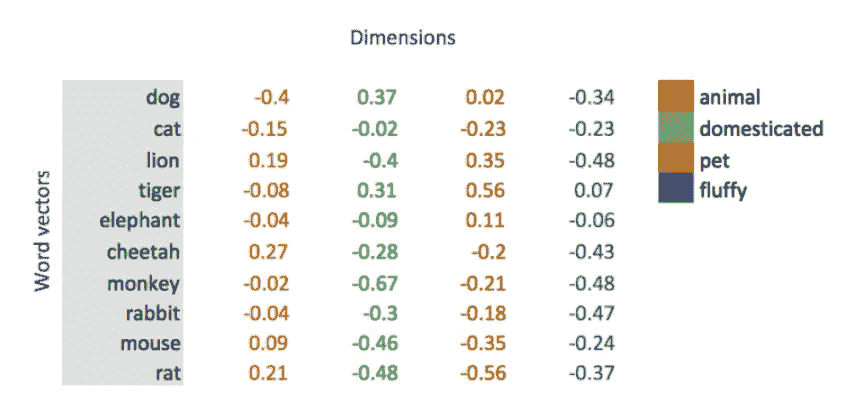 Dimensions
dog -0.4 0.37 0.02 -0.34 animal
cat -0.15 -0.02 -0.23 -0.23 domesticated
lion 0.19 -0.4 0.35 -0.48 pet
tiger -0.08 0.31 0.56 0.07 fluffy
elephant -0.04 -0.09 0.11 -0.06
cheetah 0.27 -0.28 -0.2 -0.43
monkey -0.02 -0.67 -0.21 -0.48
rabbit -0.04 -0.3 -0.18 -0.47
mouse 0.09 -0.46 -0.35 -0.24
rat 0.21 -0.48 -0.56 -0.37
Word vectors